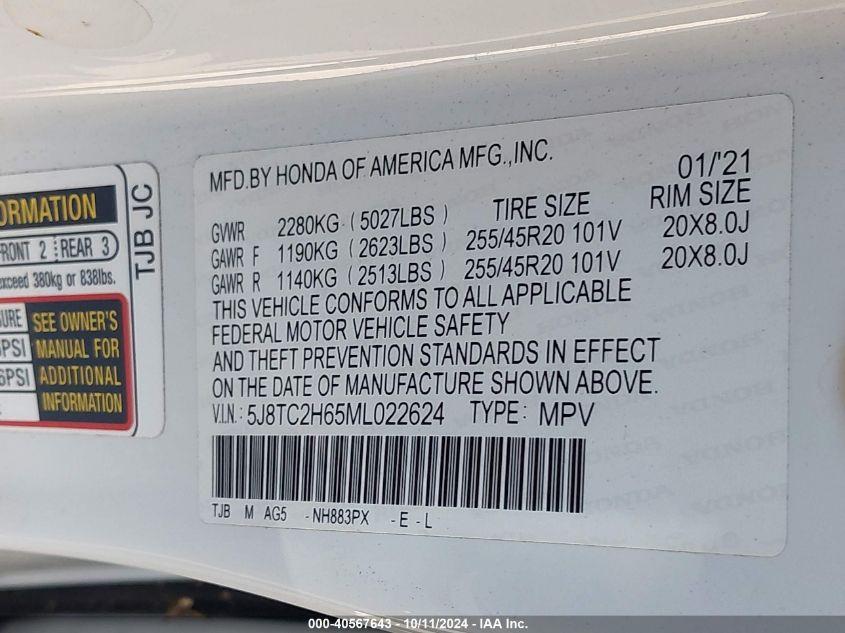 ORMATION
FRONT 2 REAR 3
exceed 380kg or 838lbs.
SEE OWNER'S
MANUAL FOR
ADDITIONAL
INFORMATION
URE
PSI
6PSI
TJB JC
MFD.BY HONDA OF AMERICA MFG.,INC. 01/'21
GVWR 2280KG (5027LBS) TIRE SIZE RIM SIZE
GAWR F 1190KG (2623LBS) 255/45R20 101V 20X8.0J
GAWR R 1140KG (2513LBS) 255/45R20 101V 20X8.0J
THIS VEHICLE CONFORMS TO ALL APPLICABLE
FEDERAL MOTOR VEHICLE SAFETY
AND THEFT PREVENTION STANDARDS IN EFFECT
ON THE DATE OF MANUFACTURE SHOWN ABOVE.
V.I.N.: 5J8TC2H65ML022624 TYPE: MPV
TJB M AG5 -NH883PX -E-L
HONDA
000-40567643 - 10/11/2024 - IAA Inc.